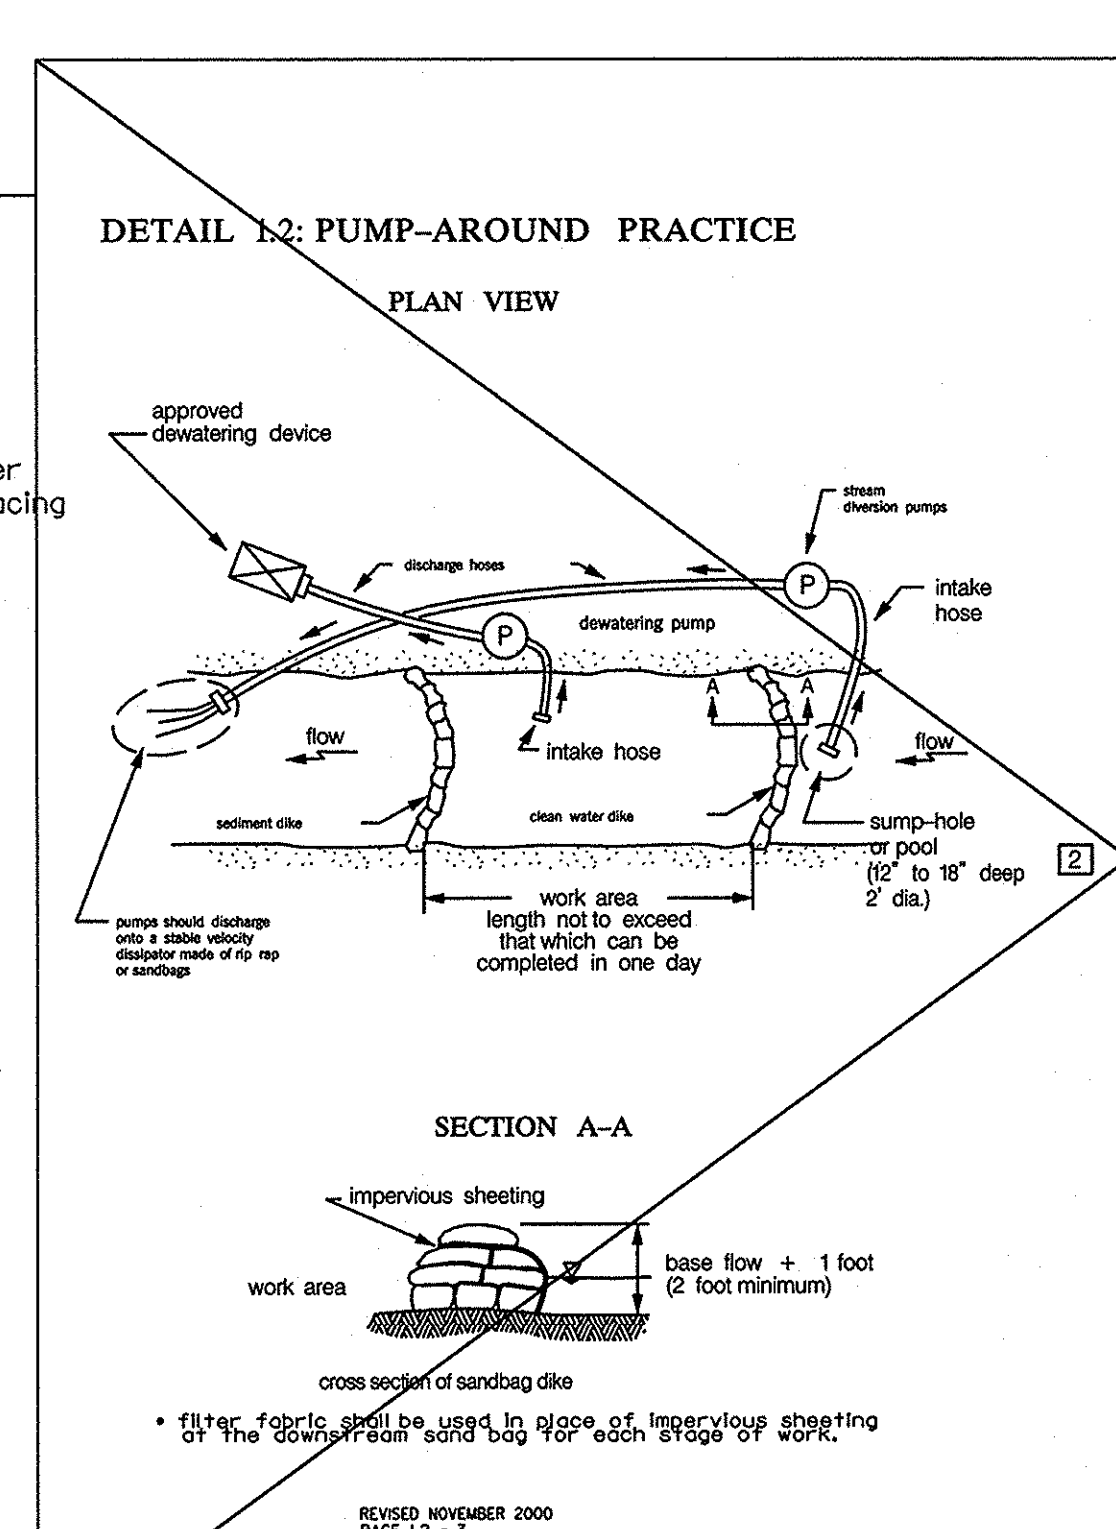 DETAIL 1.2: PUMP-AROUND PRACTICE
PLAN VIEW
approved
dewatering device
er
acing
stream
diversion pumps
discharge hoses
P
intake
hose
dewatering pump
P
A
A
flow
intake hose
flow
sediment dike
clean water dike
sump-hole
or pool
(12" to 18" deep
2' dia.)
2
work area
length not to exceed
that which can be
completed in one day
pumps should discharge
onto a stable velocity
dissipator made of rip rap
or sandbags
SECTION A-A
impervious sheeting
base flow + 1 foot
(2 foot minimum)
work area
cross section of sandbag dike
• filter fabric shall be used in place of impervious sheeting
at the downstream sand bag for each stage of work.
REVISED NOVEMBER 2000
PAGE 1.2 - 3